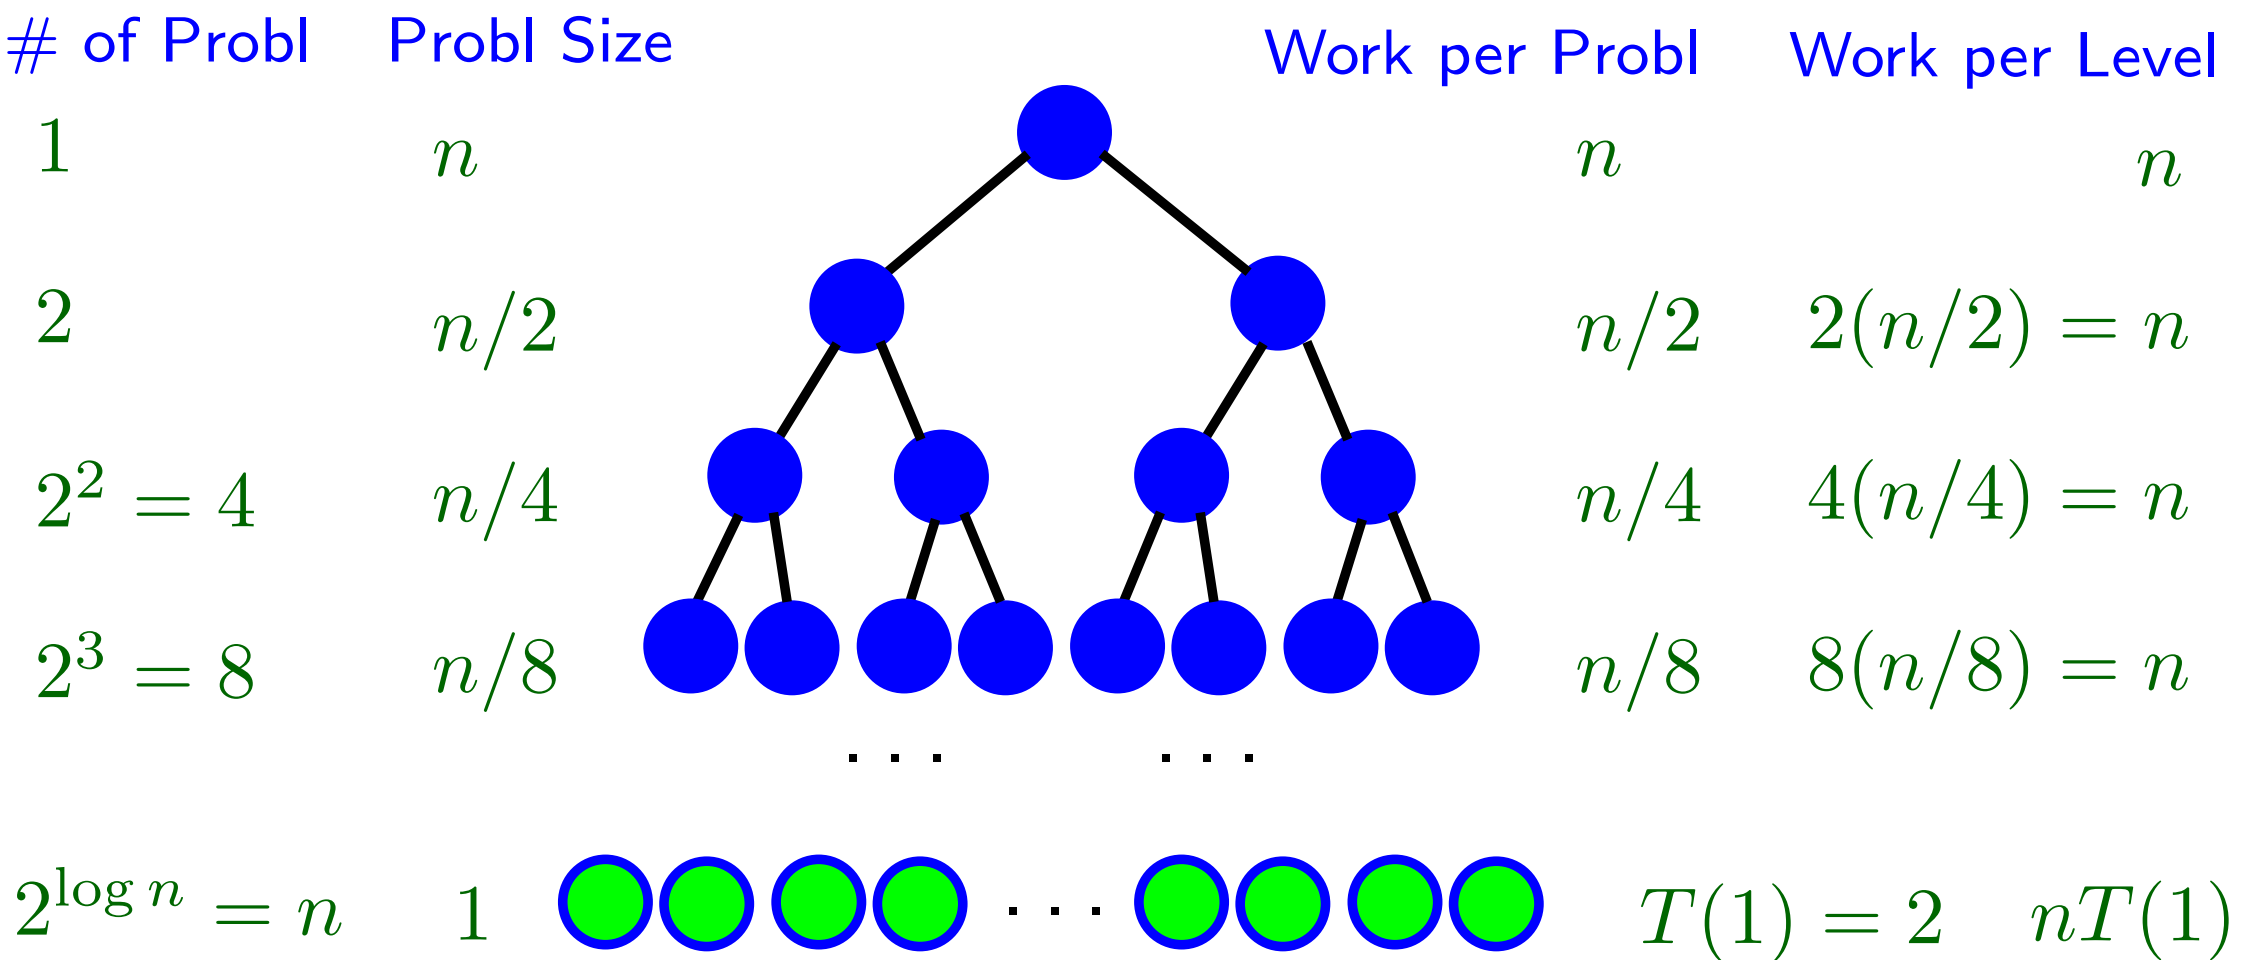 # of Probl Probl Size Work per Probl Work per Level
1 n n n
2 n/2 n/2 2(n/2) = n
2^2 = 4 n/4 n/4 4(n/4) = n
2^3 = 8 n/8 n/8 8(n/8) = n
. . . . . .
2^{log n} = n 1 . . . T(1) = 2 nT(1)